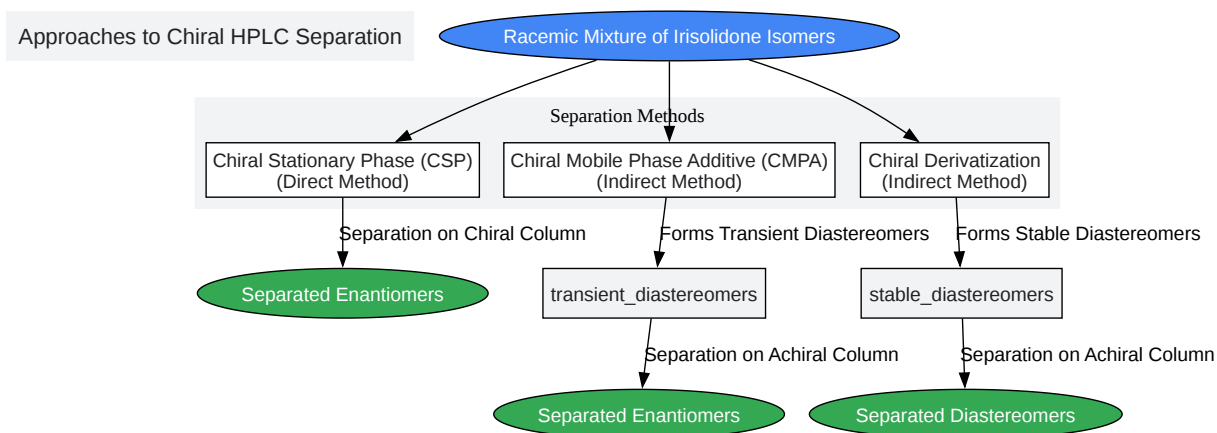 Approaches to Chiral HPLC Separation
Racemic Mixture of Irisolidone Isomers
Separation Methods
Chiral Stationary Phase (CSP)
(Direct Method)
Chiral Mobile Phase Additive (CMPA)
(Indirect Method)
Chiral Derivatization
(Indirect Method)
Separation on Chiral Column
Forms Transient Diastereomers
Forms Stable Diastereomers
Separated Enantiomers
transient_diastereomers
stable_diastereomers
Separation on Achiral Column
Separation on Achiral Column
Separated Enantiomers
Separated Diastereomers